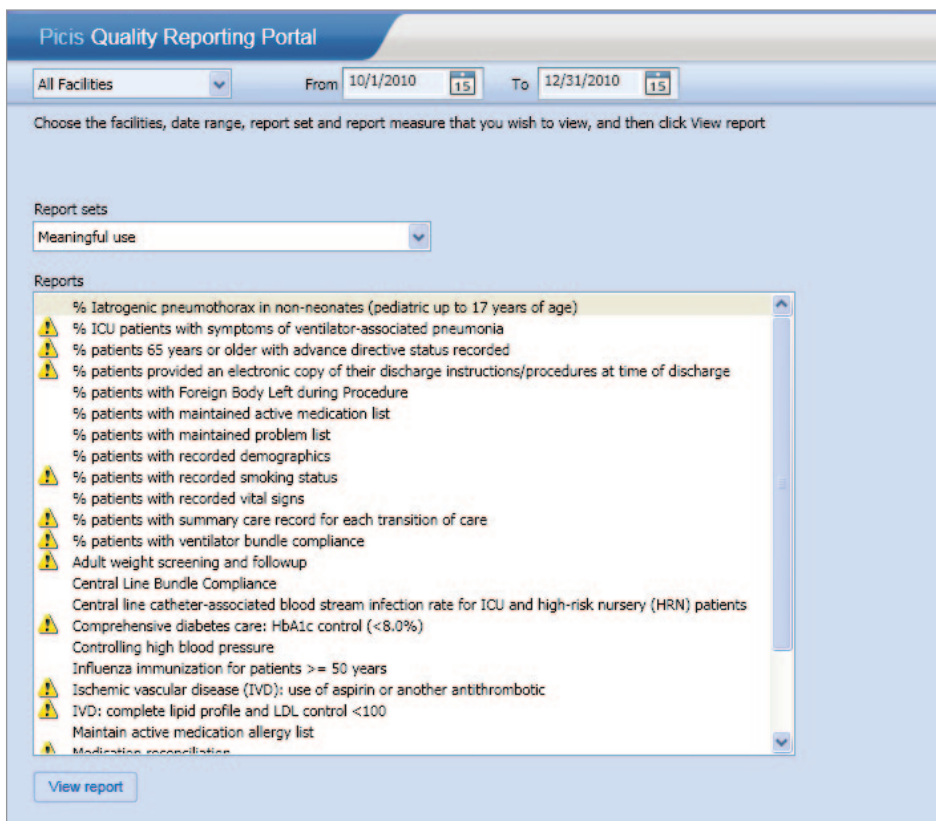 Picis Quality Reporting Portal
All Facilities From 10/1/2010 15 To 12/31/2010 15
Choose the facilities, date range, report set and report measure that you wish to view, and then click View report
Report sets
Meaningful use
Reports
% Iatrogenic pneumothorax in non-neonates (pediatric up to 17 years of age)
% ICU patients with symptoms of ventilator-associated pneumonia
% patients 65 years or older with advance directive status recorded
% patients provided an electronic copy of their discharge instructions/procedures at time of discharge
% patients with Foreign Body Left during Procedure
% patients with maintained active medication list
% patients with maintained problem list
% patients with recorded demographics
% patients with recorded smoking status
% patients with recorded vital signs
% patients with summary care record for each transition of care
% patients with ventilator bundle compliance
Adult weight screening and followup
Central Line Bundle Compliance
Central line catheter-associated blood stream infection rate for ICU and high-risk nursery (HRN) patients
Comprehensive diabetes care: HbA1c control (<8.0%)
Controlling high blood pressure
Influenza immunization for patients >= 50 years
Ischemic vascular disease (IVD): use of aspirin or another antithrombotic
IVD: complete lipid profile and LDL control <100
Maintain active medication allergy list
Medication reconciliation
View report